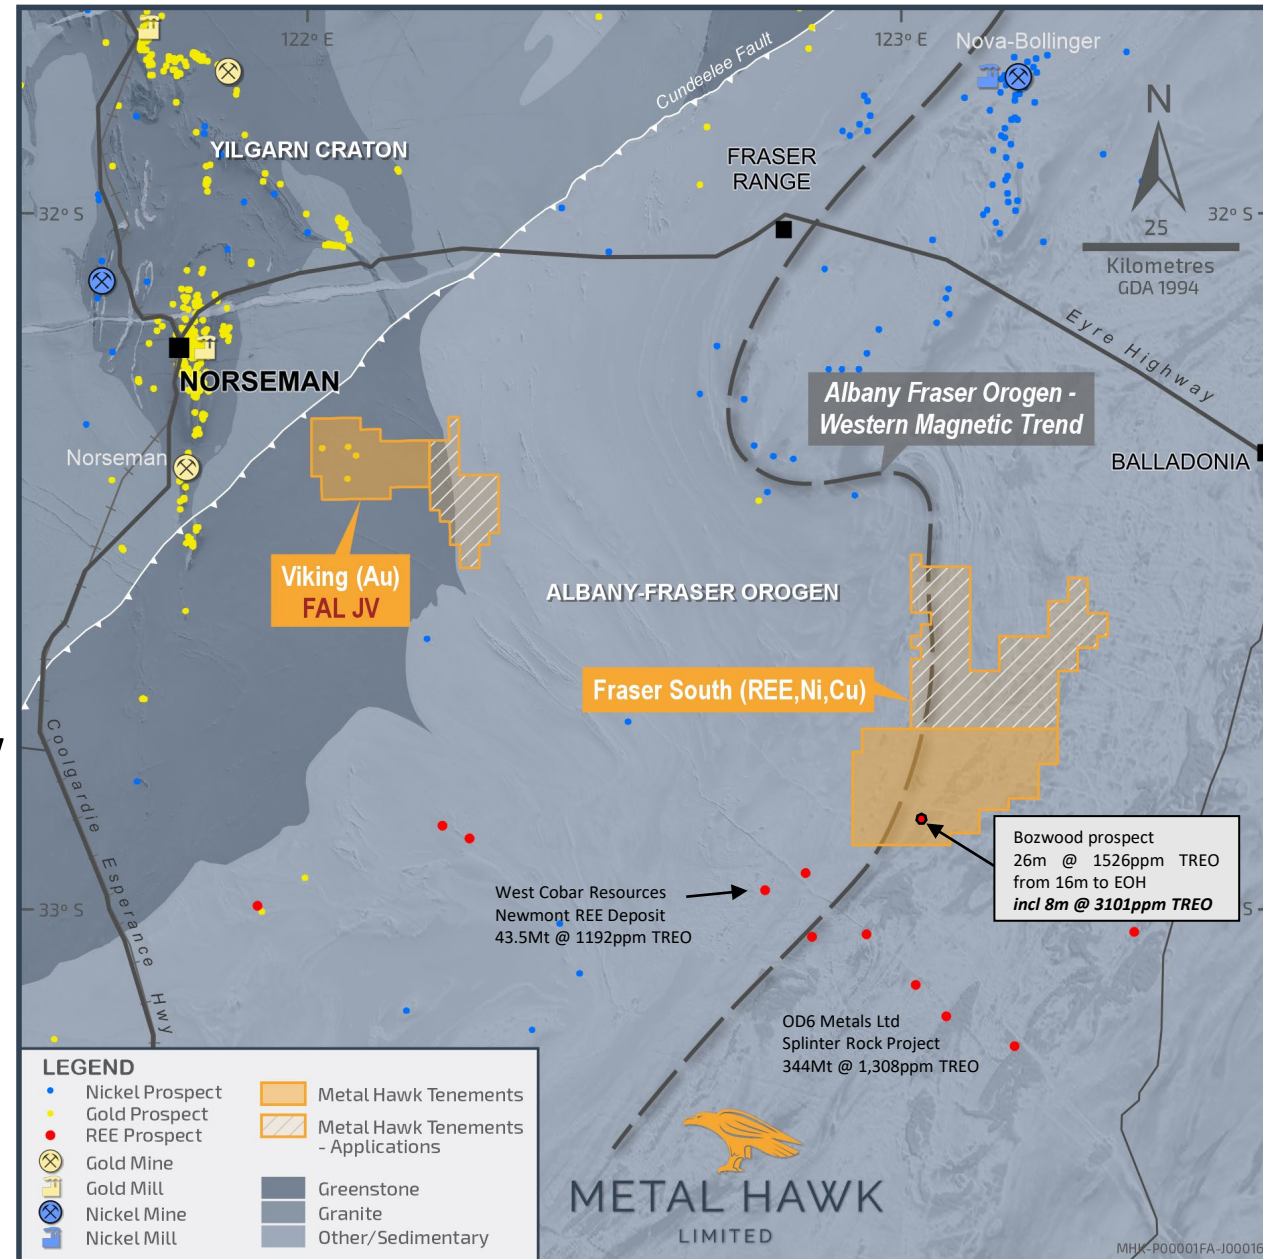 122° E
123° E
Nova-Bollinger
Cundeelee Fault
N
YILGARN CRATON
FRASER
RANGE
32° S
32° S
25
Kilometres
GDA 1994
Eyre Highway
NORSEMAN
Albany Fraser Orogen -
Western Magnetic Trend
Norseman
BALLADONIA
Viking (Au)
FAL JV
ALBANY-FRASER OROGEN
Fraser South (REE,Ni,Cu)
Coolgardie Esperance Hwy
Bozwood prospect
26m @ 1526ppm TREO
from 16m to EOH
incl 8m @ 3101ppm TREO
West Cobar Resources
Newmont REE Deposit
43.5Mt @ 1192ppm TREO
33° S
S
OD6 Metals Ltd
Splinter Rock Project
344Mt @ 1,308ppm TREO
LEGEND
Nickel Prospect
Gold Prospect
REE Prospect
Gold Mine
Gold Mill
Nickel Mine
Nickel Mill
Metal Hawk Tenements
Metal Hawk Tenements
- Applications
Greenstone
Granite
Other/Sedimentary
METAL HAWK
LIMITED
MHK-P00001FA-J00016